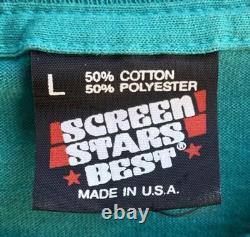 L
50% COTTON
50% POLYESTER
SCREEN
STARS
BEST®
MADE IN U.S.A.